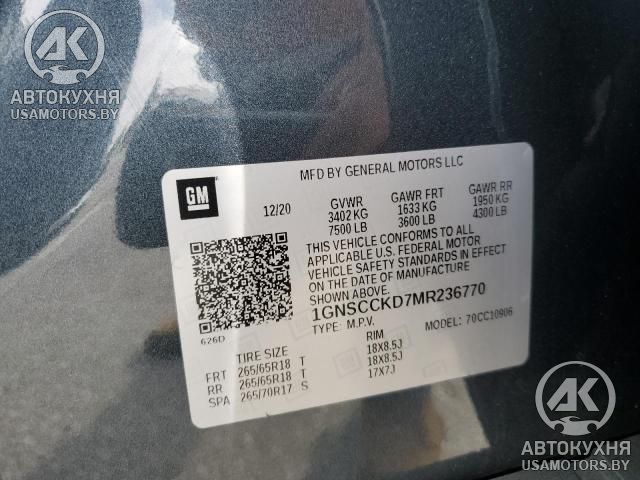 AK
АВТОКУХНЯ
USAMOTORS.BY
MFD BY GENERAL MOTORS LLC
GM
12/20
GVWR GAWR FRT GAWR RR
3402 KG 1633 KG 1950 KG
7500 LB 3600 LB 4300 LB
THIS VEHICLE CONFORMS TO ALL
APPLICABLE U.S. FEDERAL MOTOR
VEHICLE SAFETY STANDARDS IN EFFECT
ON THE DATE OF MANUFACTURE
SHOWN ABOVE.
1GNSCCKD7MR236770
TYPE: M.P.V. MODEL: 70CC10906
626D
TIRE SIZE RIM
FRT 265/65R18 T 18X8.5J
RR 265/65R18 T 18X8.5J
SPA 265/70R17 S 17X7J
AK
АВТОКУХНЯ
USAMOTORS.BY